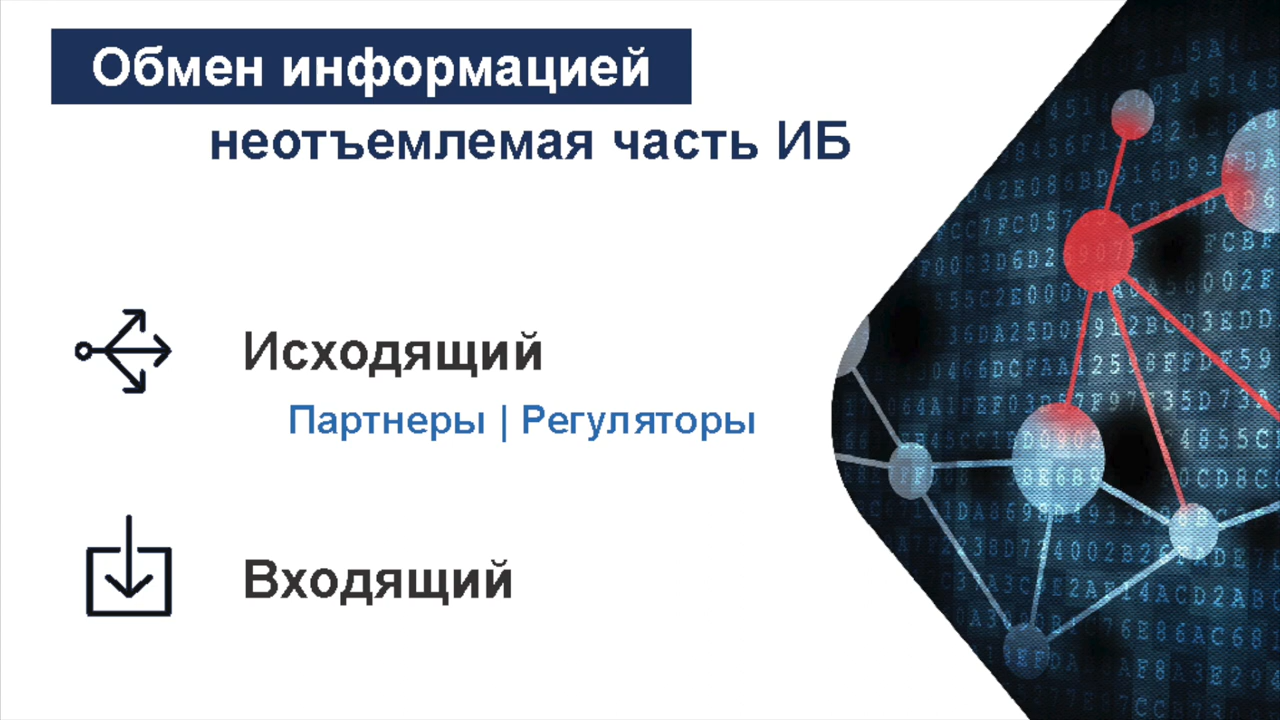 Обмен информацией
неотъемлемая часть ИБ
Исходящий
Партнеры | Регуляторы
Входящий